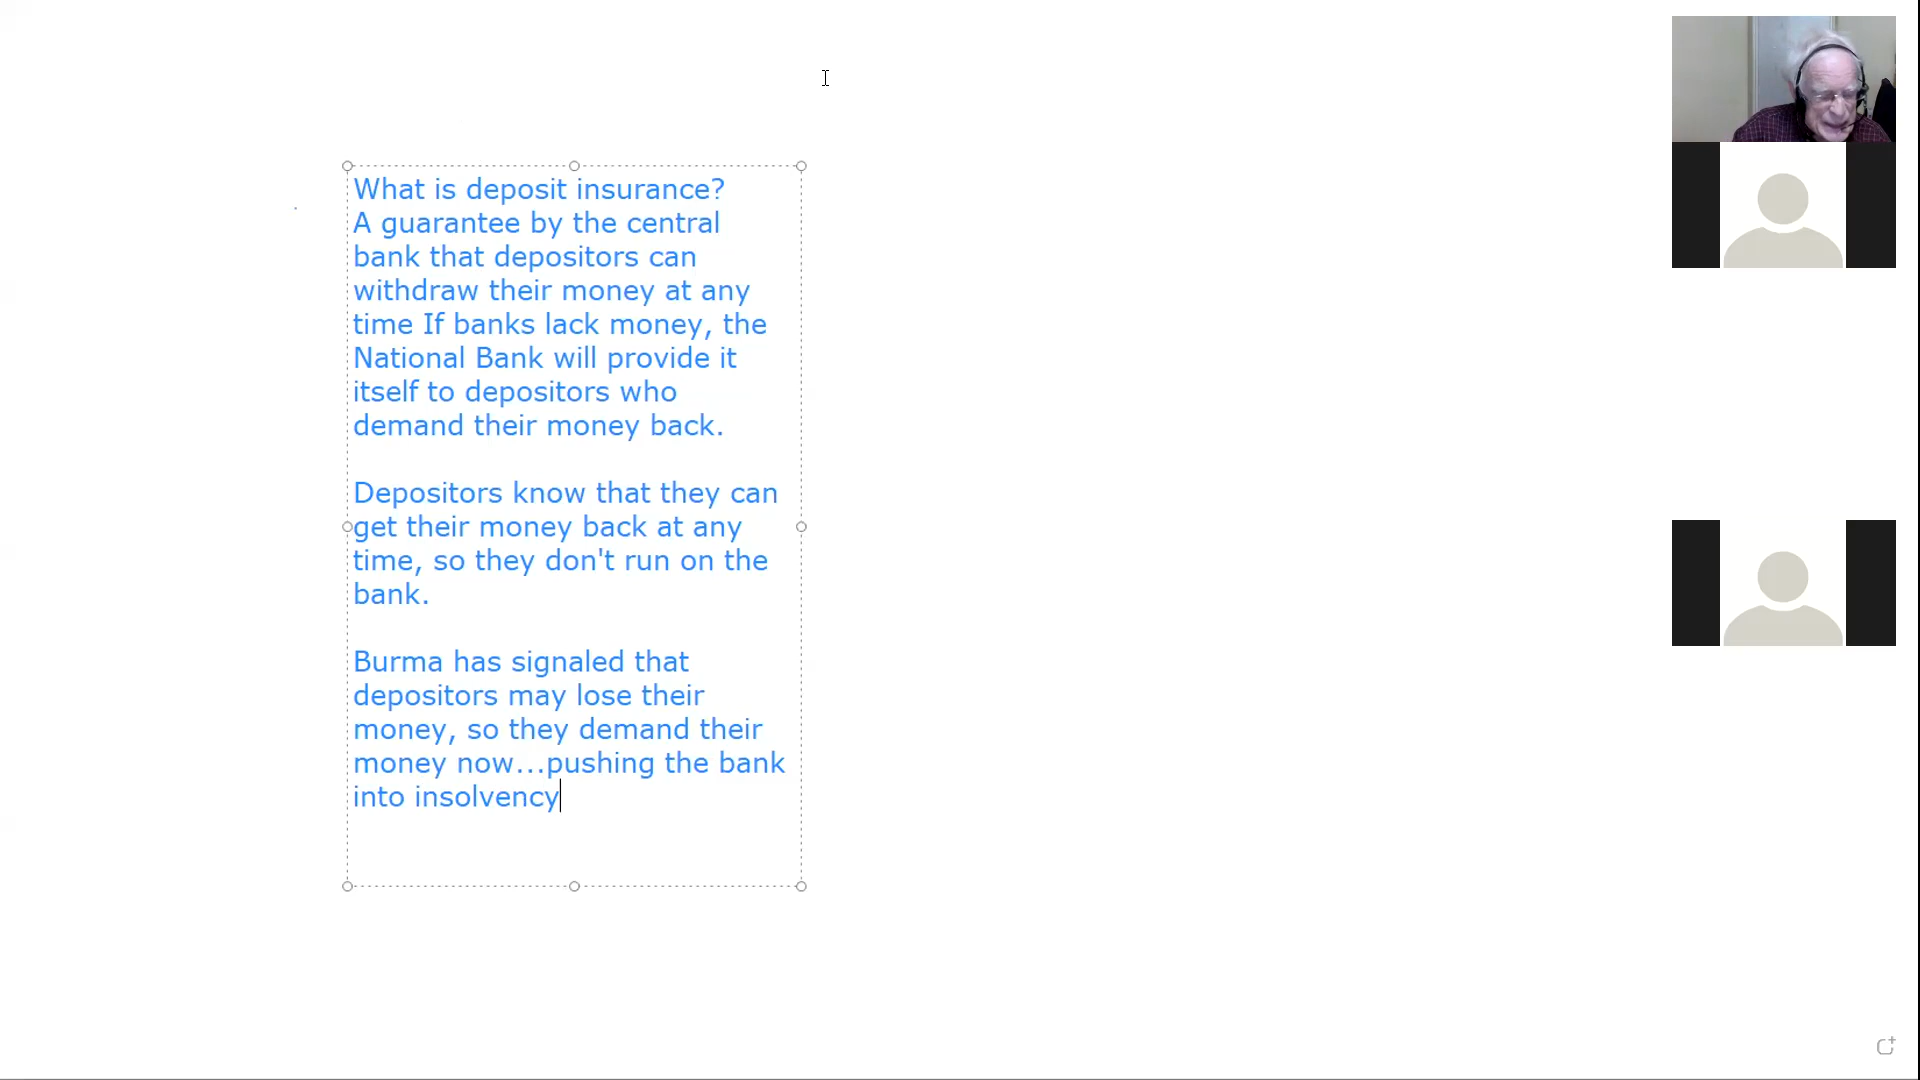 What is deposit insurance?
A guarantee by the central
bank that depositors can
withdraw their money at any
time If banks lack money, the
National Bank will provide it
itself to depositors who
demand their money back.
Depositors know that they can
get their money back at any
time, so they don't run on the
bank.
Burma has signaled that
depositors may lose their
money, so they demand their
money now...pushing the bank
into insolvency